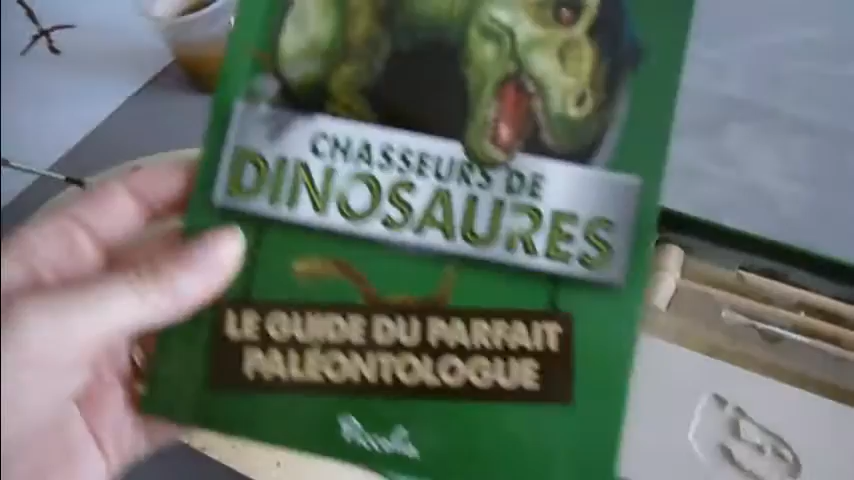 CHASSEURS DE
DINOSAURES
LE GUIDE DU PARFAIT
PALÉONTOLOGUE